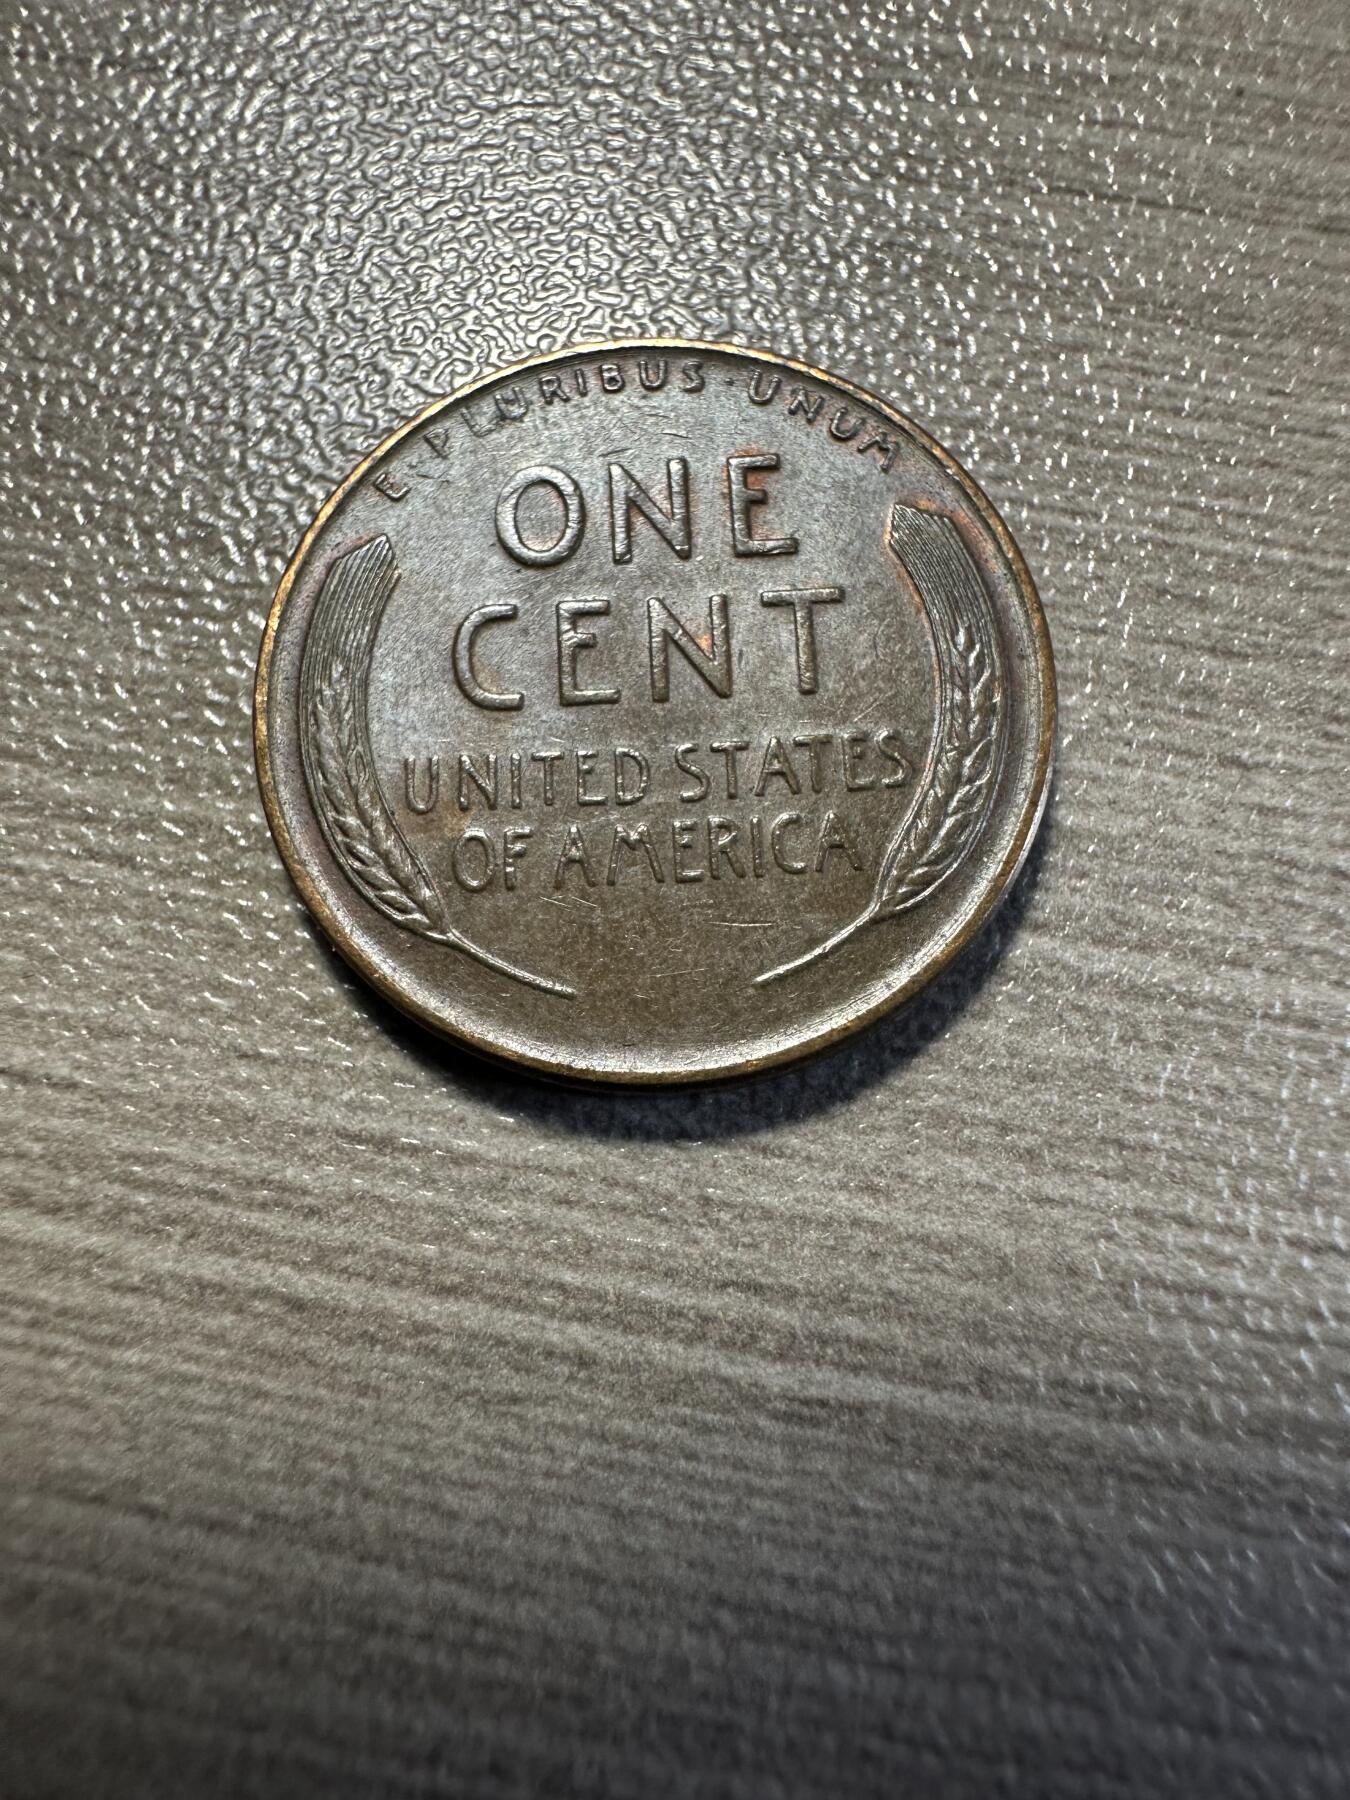 E·PLURIBUS·UNUM
ONE
CENT
UNITED STATES
OF AMERICA